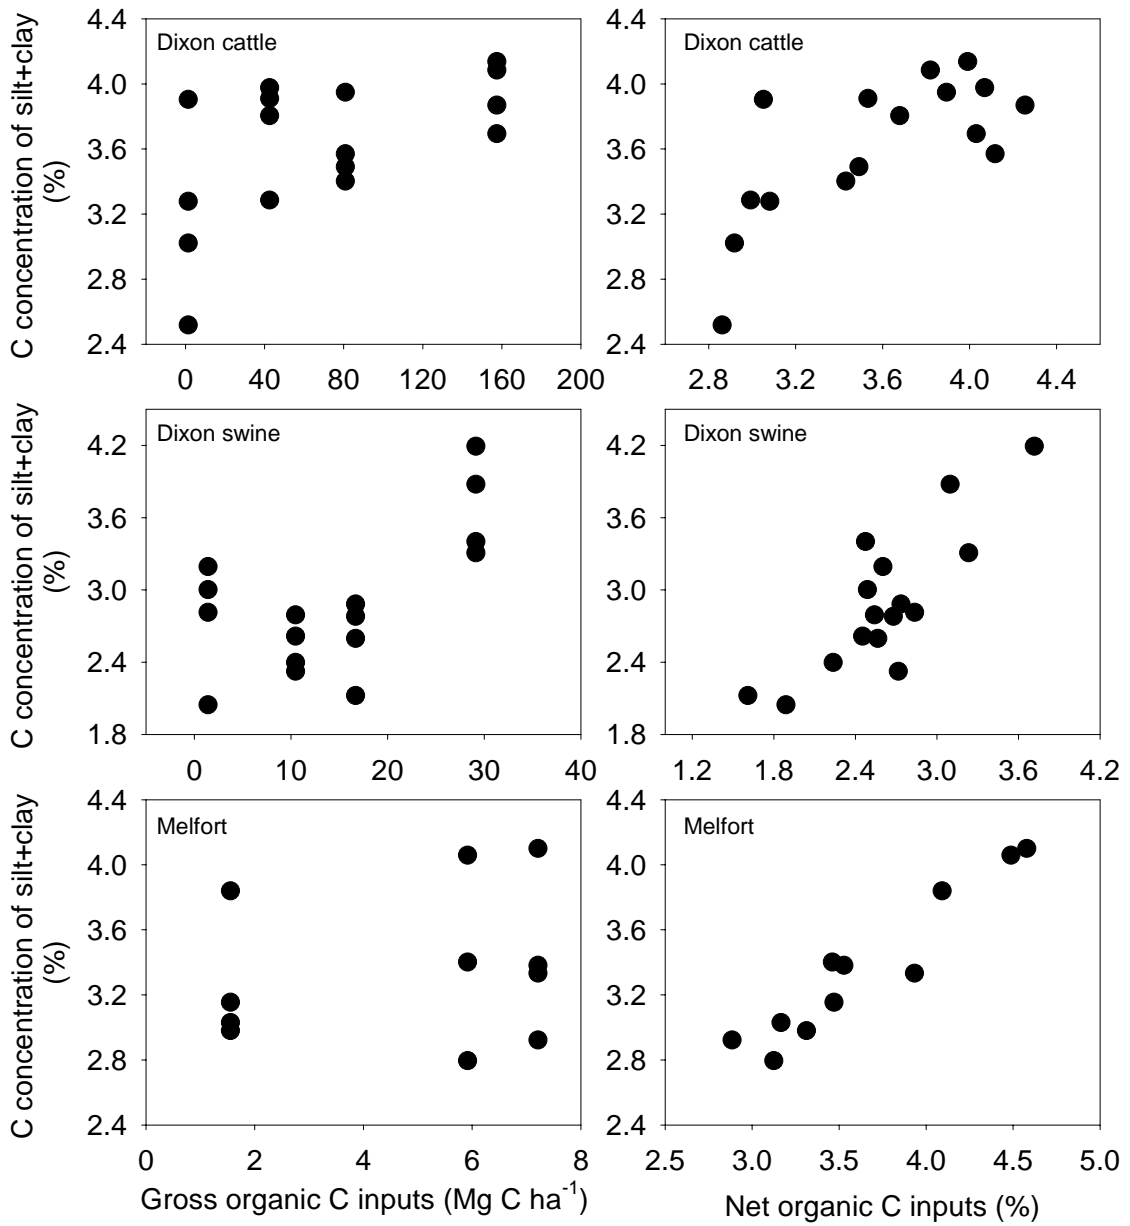 C concentration of silt+clay
(%)
4.4
4.0
3.6
3.2
2.8
2.4
Dixon cattle
0 40 80 120 160 200
4.4
4.0
3.6
3.2
2.8
2.4
Dixon cattle
2.8 3.2 3.6 4.0 4.4
C concentration of silt+clay
(%)
4.2
3.6
3.0
2.4
1.8
Dixon swine
0 10 20 30 40
4.2
3.6
3.0
2.4
1.8
Dixon swine
1.2 1.8 2.4 3.0 3.6 4.2
C concentration of silt+clay
(%)
4.4
4.0
3.6
3.2
2.8
2.4
Melfort
0 2 4 6 8
Gross organic C inputs (Mg C ha⁻¹)
4.4
4.0
3.6
3.2
2.8
2.4
Melfort
2.5 3.0 3.5 4.0 4.5 5.0
Net organic C inputs (%)